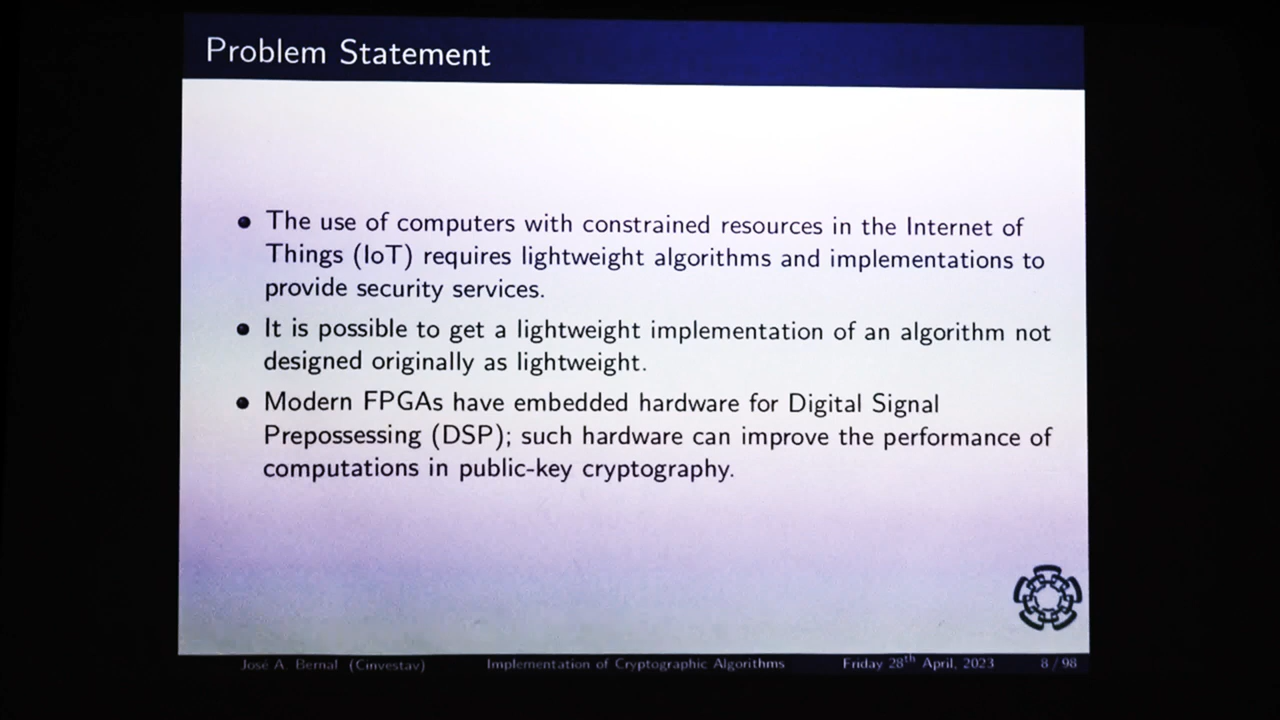 Problem Statement
The use of computers with constrained resources in the Internet of
Things (IoT) requires lightweight algorithms and implementations to
provide security services.
It is possible to get a lightweight implementation of an algorithm not
designed originally as lightweight.
Modern FPGAs have embedded hardware for Digital Signal
Prepossessing (DSP); such hardware can improve the performance of
computations in public-key cryptography.
José A. Bernal (Cinvestav) Implementation of Cryptographic Algorithms Friday 28th April, 2023 8 / 98